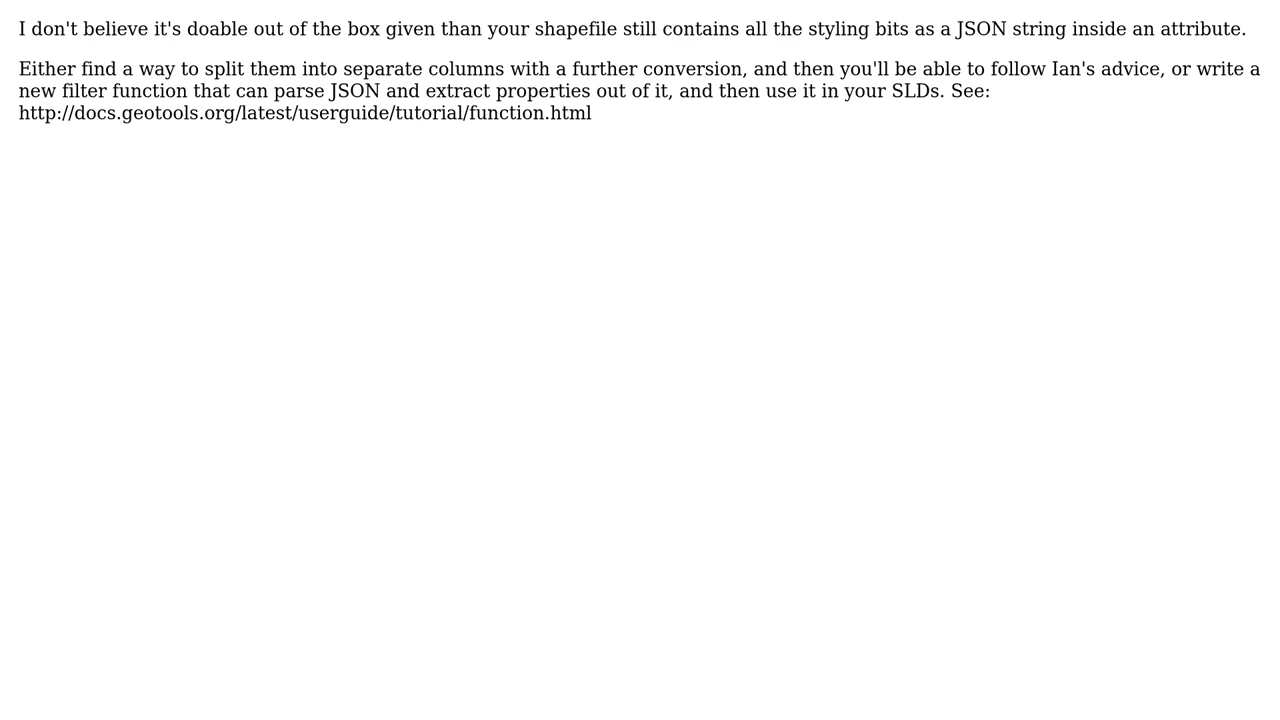 I don't believe it's doable out of the box given than your shapefile still contains all the styling bits as a JSON string inside an attribute.
Either find a way to split them into separate columns with a further conversion, and then you'll be able to follow Ian's advice, or write a
new filter function that can parse JSON and extract properties out of it, and then use it in your SLDs. See:
http://docs.geotools.org/latest/userguide/tutorial/function.html